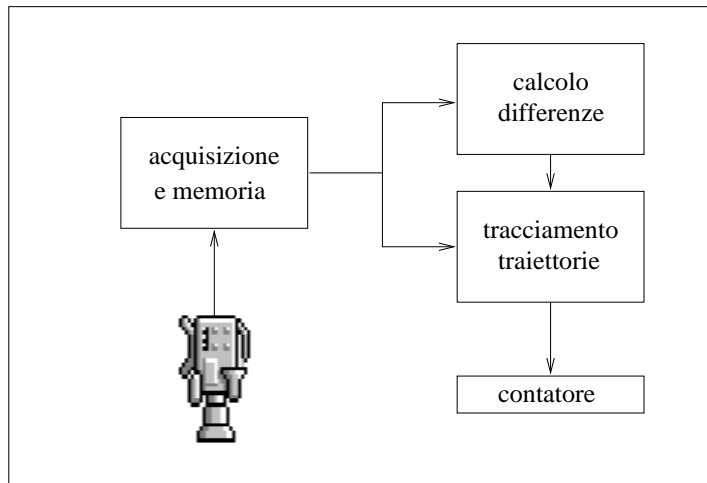 calcolo
differenze
acquisizione
e memoria
tracciamento
traiettorie
contatore